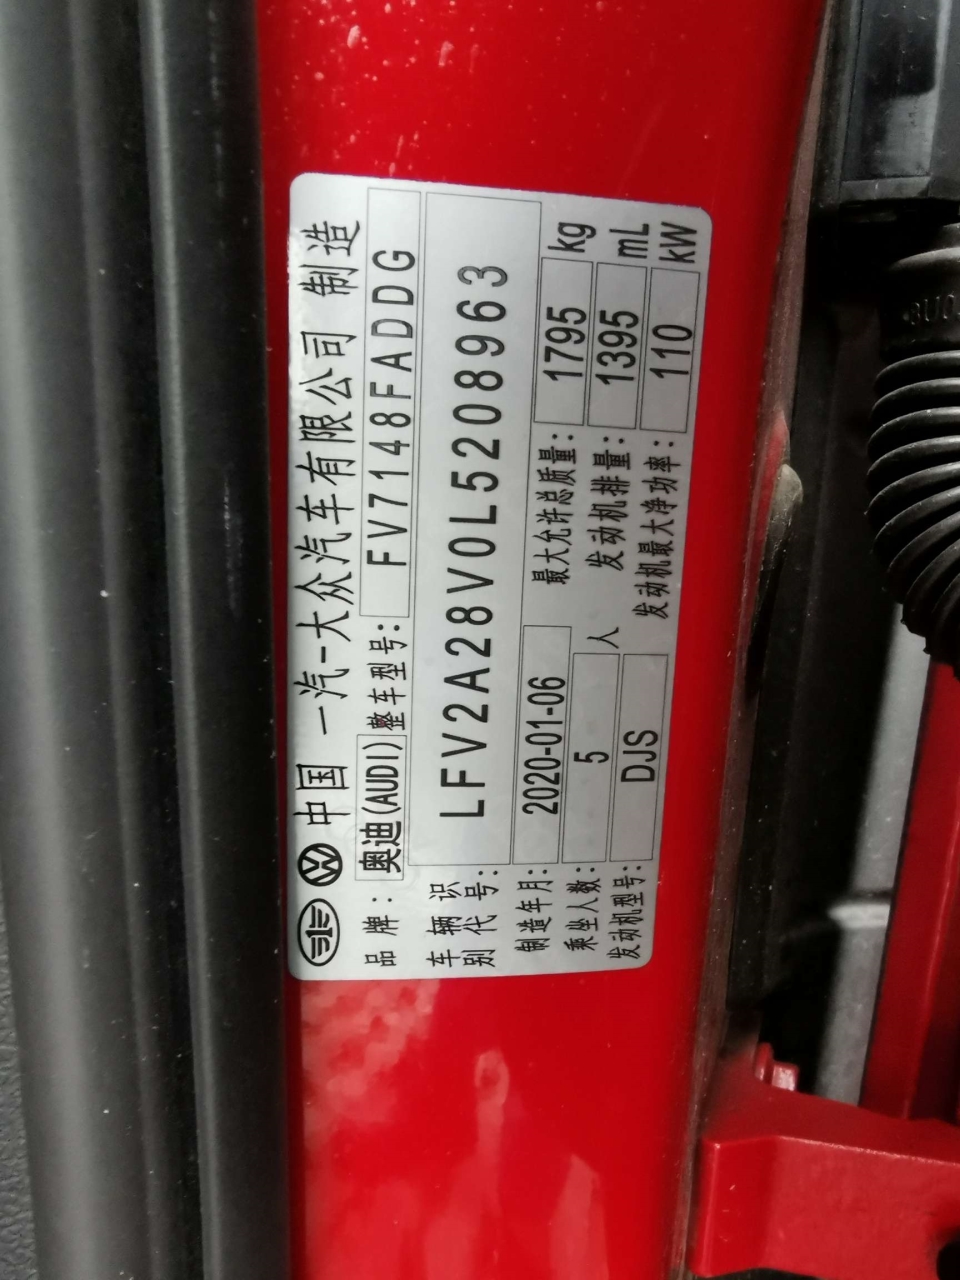 中国 一汽-大众汽车有限公司 制造
品牌: 奥迪(AUDI) 整车型号: FV7148FADDG
车辆识别代号: LFV2A28V0L5208963
制造年月: 2020-01-06 最大允许总质量: 1795 kg
乘坐人数: 5 人 发动机排量: 1395 mL
发动机型号: DJS 发动机最大净功率: 110 kW